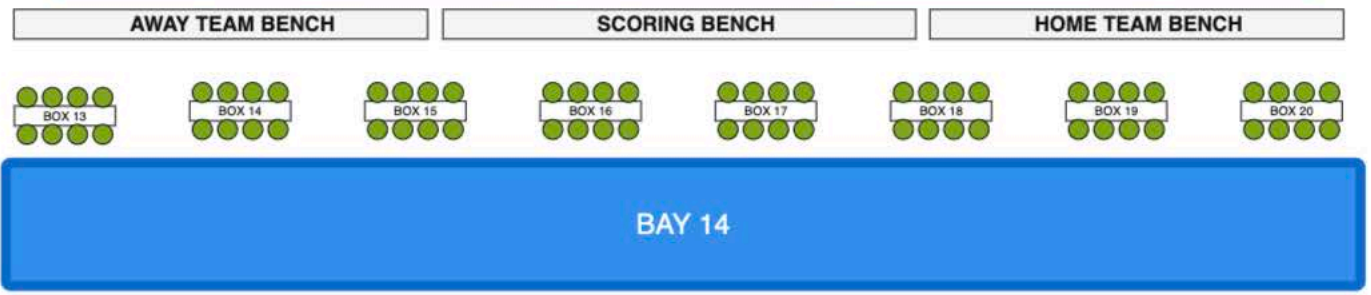 AWAY TEAM BENCH
SCORING BENCH
HOME TEAM BENCH
BOX 13
BOX 14
BOX 15
BOX 16
BOX 17
BOX 18
BOX 19
BOX 20
BAY 14